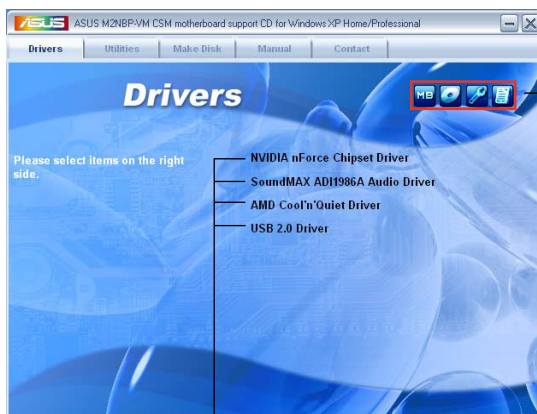 ASUS ASUS M2NBP-VM CSM motherboard support CD for Windows XP Home/Professional
Drivers Utilities Make Disk Manual Contact
Drivers
MB
Please select items on the right
side.
NVIDIA nForce Chipset Driver
SoundMAX ADI1986A Audio Driver
AMD Cool'n'Quiet Driver
USB 2.0 Driver